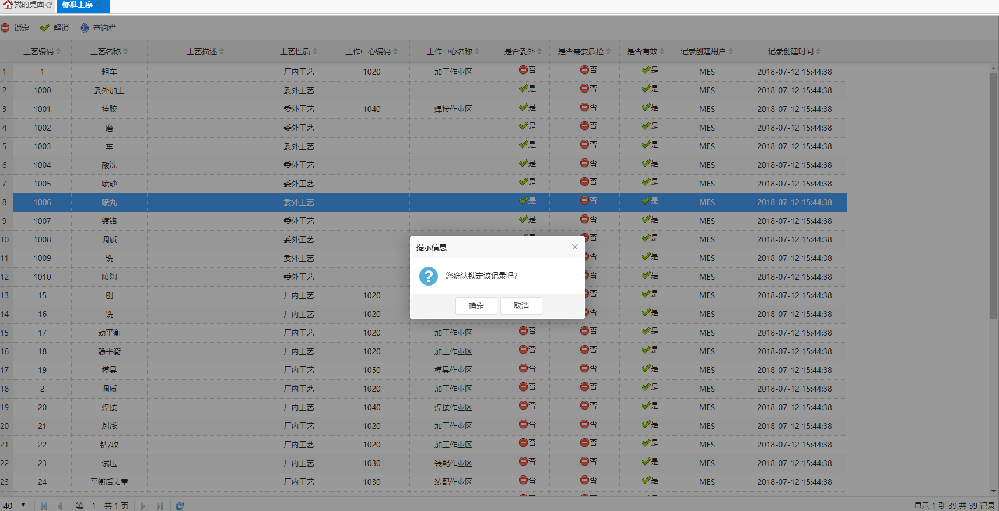 我的桌面 标准工序
锁定 解锁 查询栏
工艺编码 工艺名称 工艺描述 工艺性质 工作中心编码 工作中心名称 是否委外 是否需要质检 是否有效 记录创建用户 记录创建时间
1 1 粗车 厂内工艺 1020 加工作业区 否 否 是 MES 2018-07-12 15:44:38
2 1000 委外加工 委外工艺 是 否 是 MES 2018-07-12 15:44:38
3 1001 挂胶 委外工艺 1040 焊接作业区 是 否 是 MES 2018-07-12 15:44:38
4 1002 磨 委外工艺 是 否 是 MES 2018-07-12 15:44:38
5 1003 车 委外工艺 是 否 是 MES 2018-07-12 15:44:38
6 1004 酸洗 委外工艺 是 否 是 MES 2018-07-12 15:44:38
7 1005 喷砂 委外工艺 是 否 是 MES 2018-07-12 15:44:38
8 1006 喷丸 委外工艺 是 否 是 MES 2018-07-12 15:44:38
9 1007 镀铬 委外工艺 是 否 是 MES 2018-07-12 15:44:38
10 1008 调质 委外工艺 否 是 MES 2018-07-12 15:44:38
11 1009 铣 委外工艺 否 是 MES 2018-07-12 15:44:38
12 1010 喷陶 委外工艺 否 是 MES 2018-07-12 15:44:38
13 15 刨 厂内工艺 1020 否 是 MES 2018-07-12 15:44:38
14 16 铣 厂内工艺 1020 否 是 MES 2018-07-12 15:44:38
提示信息
您确认锁定该记录吗?
确定 取消
15 17 动平衡 厂内工艺 1020 加工作业区 否 否 是 MES 2018-07-12 15:44:38
16 18 静平衡 厂内工艺 1020 加工作业区 否 否 是 MES 2018-07-12 15:44:38
17 19 模具 厂内工艺 1050 模具作业区 否 否 是 MES 2018-07-12 15:44:38
18 2 调质 厂内工艺 1020 加工作业区 否 否 是 MES 2018-07-12 15:44:38
19 20 焊接 厂内工艺 1040 焊接作业区 否 否 是 MES 2018-07-12 15:44:38
20 21 划线 厂内工艺 1020 加工作业区 否 否 是 MES 2018-07-12 15:44:38
21 22 钻/攻 厂内工艺 1020 加工作业区 否 否 是 MES 2018-07-12 15:44:38
22 23 试压 厂内工艺 1030 装配作业区 否 否 是 MES 2018-07-12 15:44:38
23 24 平衡后去重 厂内工艺 1030 装配作业区 否 否 是 MES 2018-07-12 15:44:38
40 第 1 共 1 页 显示 1 到 39,共 39 记录